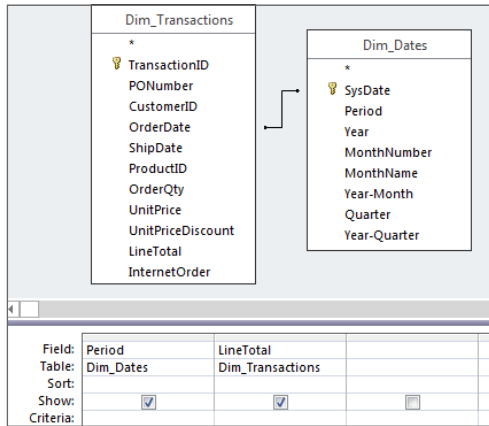 Dim_Transactions
*
TransactionID
PONumber
CustomerID
OrderDate
ShipDate
ProductID
OrderQty
UnitPrice
UnitPriceDiscount
LineTotal
InternetOrder
Dim_Dates
*
SysDate
Period
Year
MonthNumber
MonthName
Year-Month
Quarter
Year-Quarter
Field: Period LineTotal
Table: Dim_Dates Dim_Transactions
Sort:
Show:
Criteria: